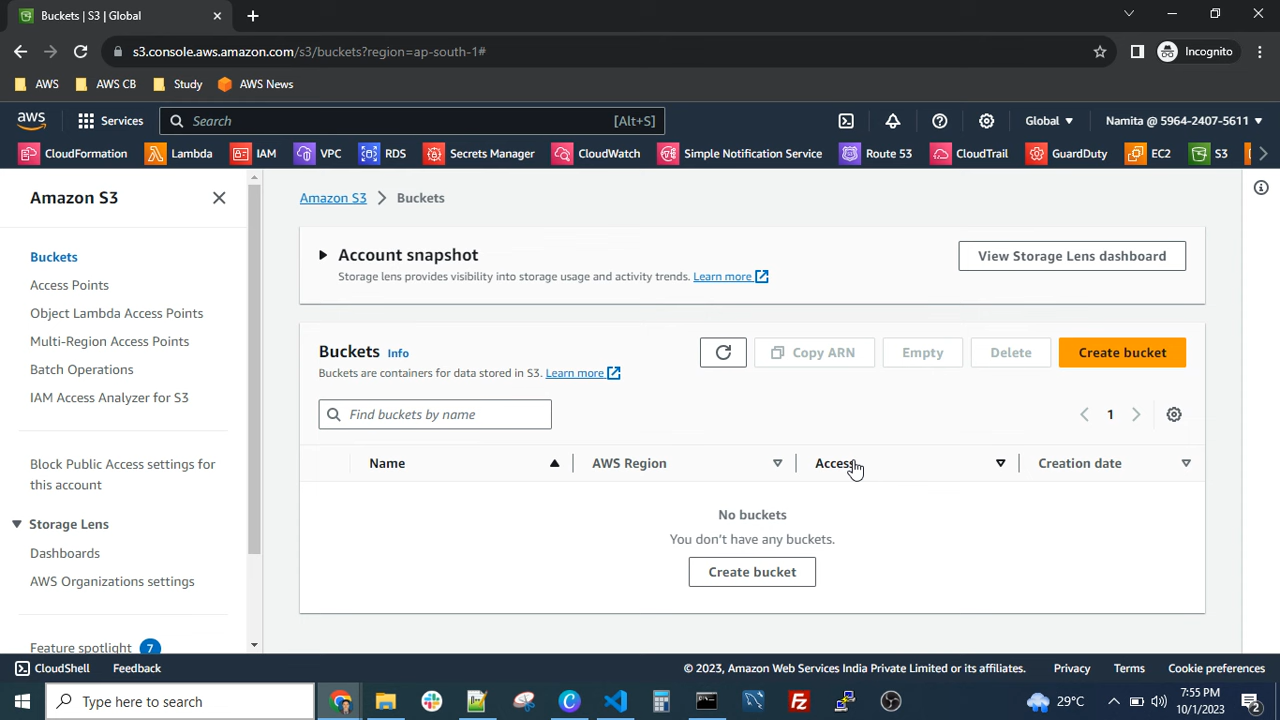 Buckets | S3 | Global
s3.console.aws.amazon.com/s3/buckets?region=ap-south-1#
Incognito
AWS
AWS CB
Study
AWS News
aws
Services
Search
[Alt+S]
Global
Namita @ 5964-2407-5611
CloudFormation
Lambda
IAM
VPC
RDS
Secrets Manager
CloudWatch
Simple Notification Service
Route 53
CloudTrail
GuardDuty
EC2
S3
Amazon S3
Buckets
Access Points
Object Lambda Access Points
Multi-Region Access Points
Batch Operations
IAM Access Analyzer for S3
Block Public Access settings for
this account
Storage Lens
Dashboards
AWS Organizations settings
Feature spotlight 7
Amazon S3 > Buckets
Account snapshot
Storage lens provides visibility into storage usage and activity trends. Learn more
View Storage Lens dashboard
Buckets Info
Buckets are containers for data stored in S3. Learn more
Copy ARN
Empty
Delete
Create bucket
Find buckets by name
1
Name
AWS Region
Access
Creation date
No buckets
You don't have any buckets.
Create bucket
CloudShell
Feedback
© 2023, Amazon Web Services India Private Limited or its affiliates.
Privacy
Terms
Cookie preferences
Type here to search
29°C
7:55 PM
10/1/2023
2